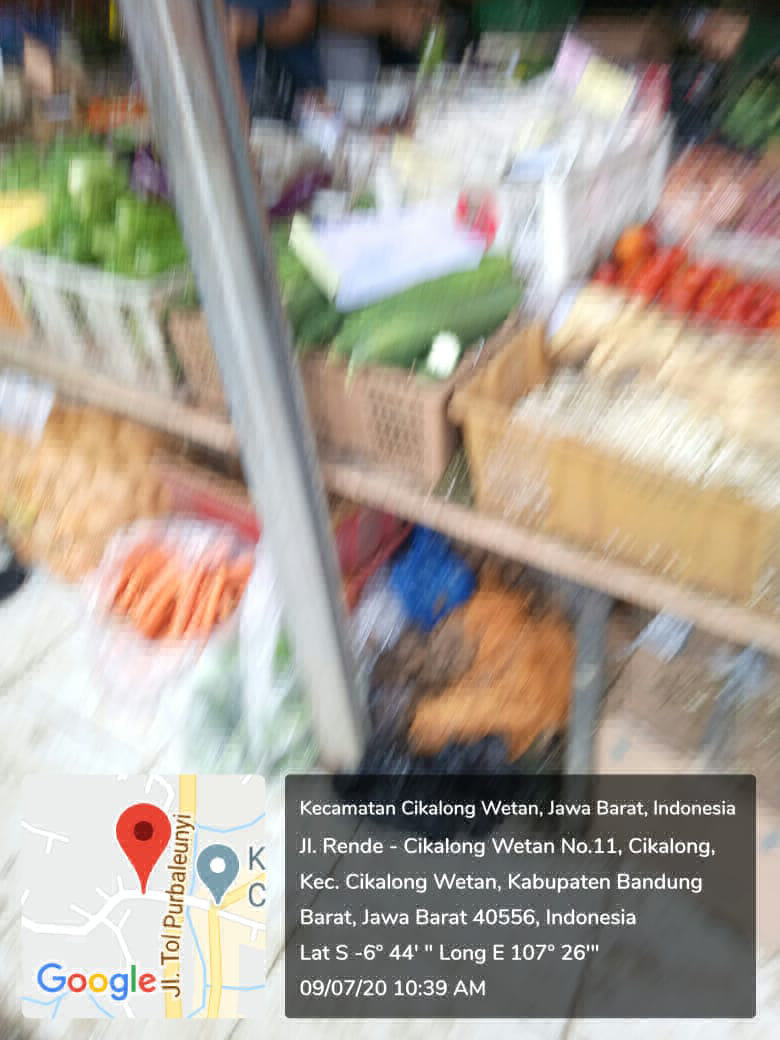 Jl. Tol Purbaleunyi
K
C
Google
Kecamatan Cikalong Wetan, Jawa Barat, Indonesia
Jl. Rende - Cikalong Wetan No.11, Cikalong,
Kec. Cikalong Wetan, Kabupaten Bandung
Barat, Jawa Barat 40556, Indonesia
Lat S -6° 44' " Long E 107° 26'"
09/07/20 10:39 AM